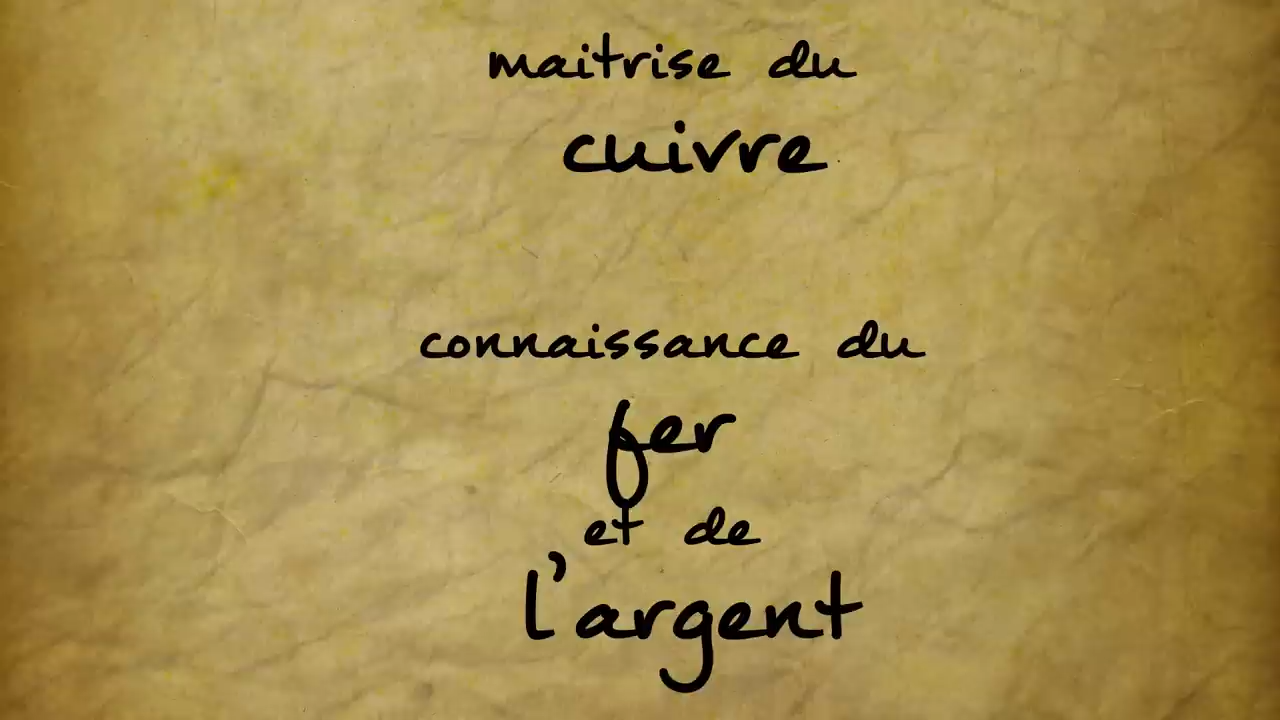 maitrise du
cuivre
connaissance du
fer
et de
l'argent